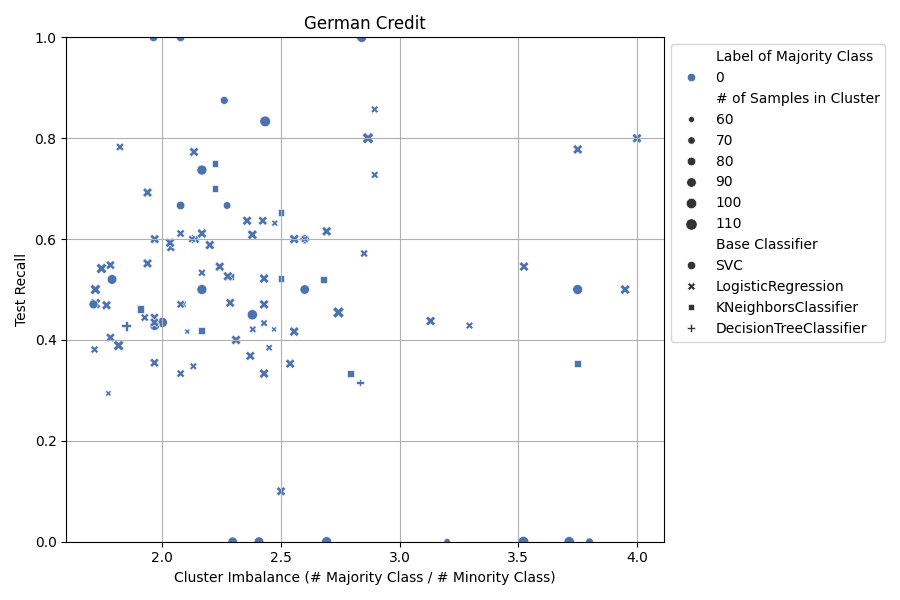 German Credit
1.0
0.8
0.6
0.4
0.2
0.0
Test Recall
2.0 2.5 3.0 3.5 4.0
Cluster Imbalance (# Majority Class / # Minority Class)
Label of Majority Class
0
# of Samples in Cluster
60
70
80
90
100
110
Base Classifier
SVC
LogisticRegression
KNeighborsClassifier
DecisionTreeClassifier